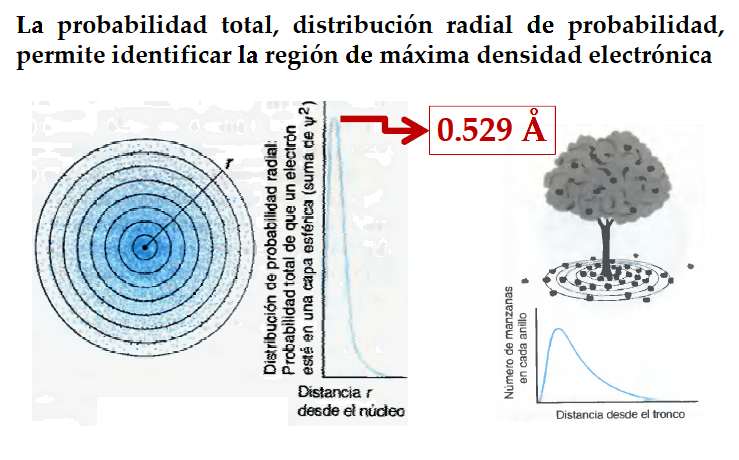 La probabilidad total, distribución radial de probabilidad,
permite identificar la región de máxima densidad electrónica
r
Distribución de probabilidad radial:
Probabilidad total de que un electrón
esté en una capa esférica (suma de ψ²)
0.529 Å
Distancia r
desde el núcleo
Número de manzanas
en cada anillo
Distancia desde el tronco